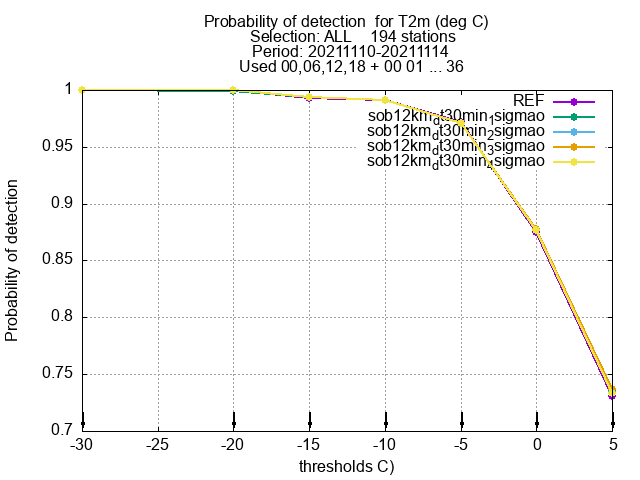 Probability of detection  for T2m (deg C)
Selection: ALL    194 stations
Period: 20211110-20211114
Used 00,06,12,18 + 00 01 ... 36
REF
sob12km_dt30min_1sigmao
sob12km_dt30min_2sigmao
sob12km_dt30min_3sigmao
sob12km_dt30min_4sigmao
1
0.95
0.9
0.85
0.8
0.75
0.7
Probability of detection
-30
-25
-20
-15
-10
-5
0
5
thresholds C)